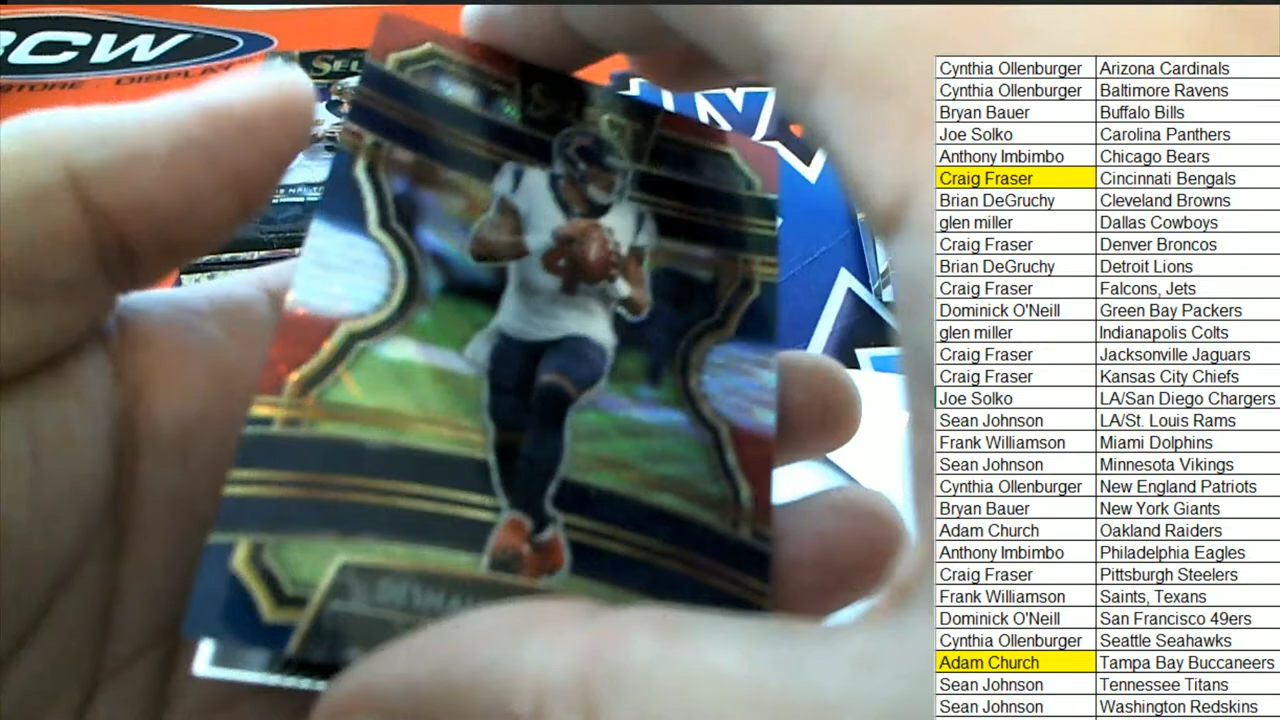 BCW
STORE · DISPLAY
SEL
Cynthia Ollenburger Arizona Cardinals
Cynthia Ollenburger Baltimore Ravens
Bryan Bauer Buffalo Bills
Joe Solko Carolina Panthers
Anthony Imbimbo Chicago Bears
Craig Fraser Cincinnati Bengals
Brian DeGruchy Cleveland Browns
glen miller Dallas Cowboys
Craig Fraser Denver Broncos
Brian DeGruchy Detroit Lions
Craig Fraser Falcons, Jets
Dominick O'Neill Green Bay Packers
glen miller Indianapolis Colts
Craig Fraser Jacksonville Jaguars
Craig Fraser Kansas City Chiefs
Joe Solko LA/San Diego Chargers
Sean Johnson LA/St. Louis Rams
Frank Williamson Miami Dolphins
Sean Johnson Minnesota Vikings
Cynthia Ollenburger New England Patriots
Bryan Bauer New York Giants
Adam Church Oakland Raiders
Anthony Imbimbo Philadelphia Eagles
Craig Fraser Pittsburgh Steelers
Frank Williamson Saints, Texans
Dominick O'Neill San Francisco 49ers
Cynthia Ollenburger Seattle Seahawks
Adam Church Tampa Bay Buccaneers
Sean Johnson Tennessee Titans
Sean Johnson Washington Redskins